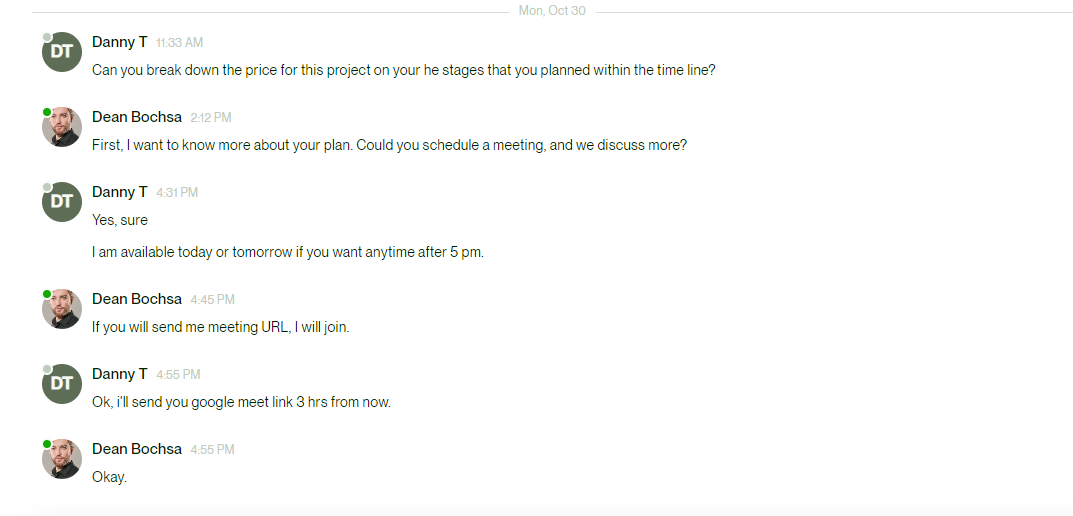 Mon, Oct 30
DT
Danny T 11:33 AM
Can you break down the price for this project on your he stages that you planned within the time line?
Dean Bochsa 2:12 PM
First, I want to know more about your plan. Could you schedule a meeting, and we discuss more?
DT
Danny T 4:31 PM
Yes, sure
I am available today or tomorrow if you want anytime after 5 pm.
Dean Bochsa 4:45 PM
If you will send me meeting URL, I will join.
DT
Danny T 4:55 PM
Ok, i'll send you google meet link 3 hrs from now.
Dean Bochsa 4:55 PM
Okay.